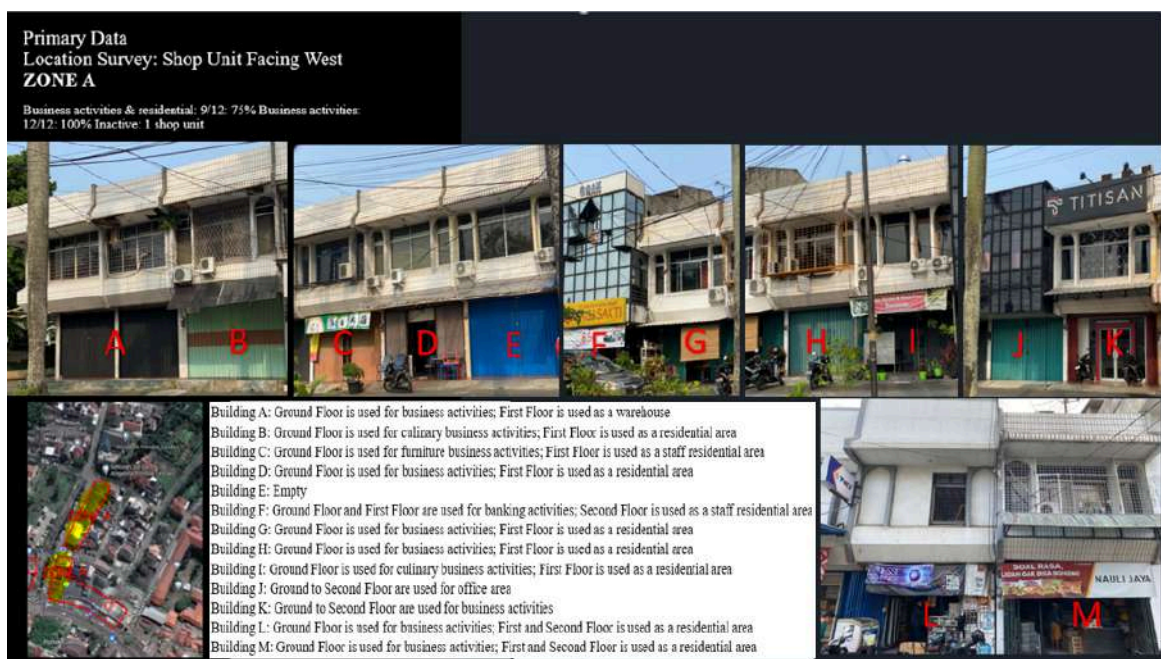 Primary Data
Location Survey: Shop Unit Facing West
ZONE A
Business activities & residential: 9/12: 75% Business activities:
12/12: 100% Inactive: 1 shop unit
TITISAN
SAKTI
A
B
C
D
E
F
G
H
I
J
K
Building A: Ground Floor is used for business activities; First Floor is used as a warehouse
Building B: Ground Floor is used for culinary business activities; First Floor is used as a residential area
Building C: Ground Floor is used for furniture business activities; First Floor is used as a staff residential area
Building D: Ground Floor is used for business activities; First Floor is used as a residential area
Building E: Empty
Building F: Ground Floor and First Floor are used for banking activities; Second Floor is used as a staff residential area
Building G: Ground Floor is used for business activities; First Floor is used as a residential area
Building H: Ground Floor is used for business activities; First Floor is used as a residential area
Building I: Ground Floor is used for culinary business activities; First Floor is used as a residential area
Building J: Ground to Second Floor are used for office area
Building K: Ground to Second Floor are used for business activities
Building L: Ground Floor is used for business activities; First and Second Floor is used as a residential area
Building M: Ground Floor is used for business activities; First and Second Floor is used as a residential area
SOAL RASA,
NAULI JAYA
L
M